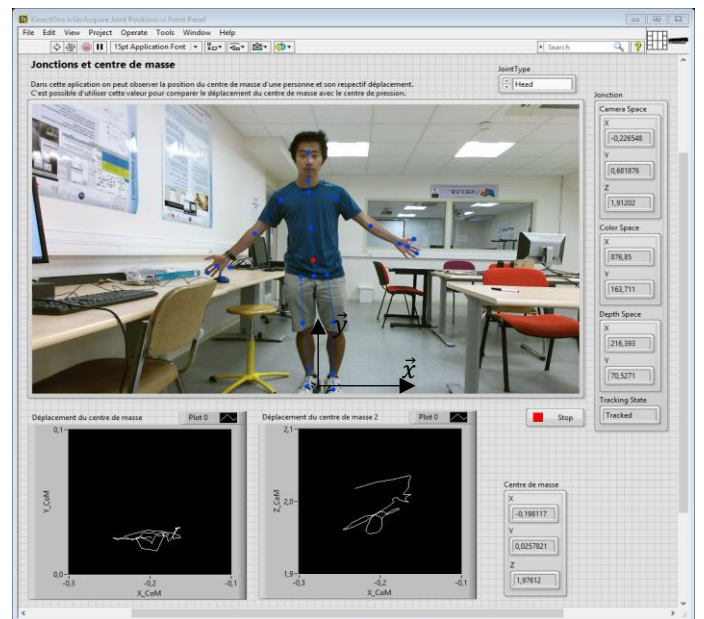 KinectOne.lvlib:Acquire Joint Positions.vi Front Panel
File Edit View Project Operate Tools Window Help
15pt Application Font
Search
Jonctions et centre de masse
Dans cette aplication on peut observer la position du centre de masse d'une personne et son respectif déplacement.
C'est possible d'utiliser cette valeur pour comparer le déplacement du centre de masse avec le centre de pression.
JointType
Head
Jonction
Camera Space
X
-0,226548
Y
0,681876
Z
1,91202
Color Space
X
876,85
Y
163,711
Depth Space
X
216,393
Y
70,5271
Tracking State
Tracked
y
x
Stop
Déplacement du centre de masse
Plot 0
0,1
Y_CoM
0,0
-0,3
-0,2
-0,1
X_CoM
Déplacement du centre de masse 2
Plot 0
2,1
Z_CoM
2,0
1,9
-0,3
-0,2
-0,1
X_CoM
Centre de masse
X
-0,198117
Y
0,0257821
Z
1,97612